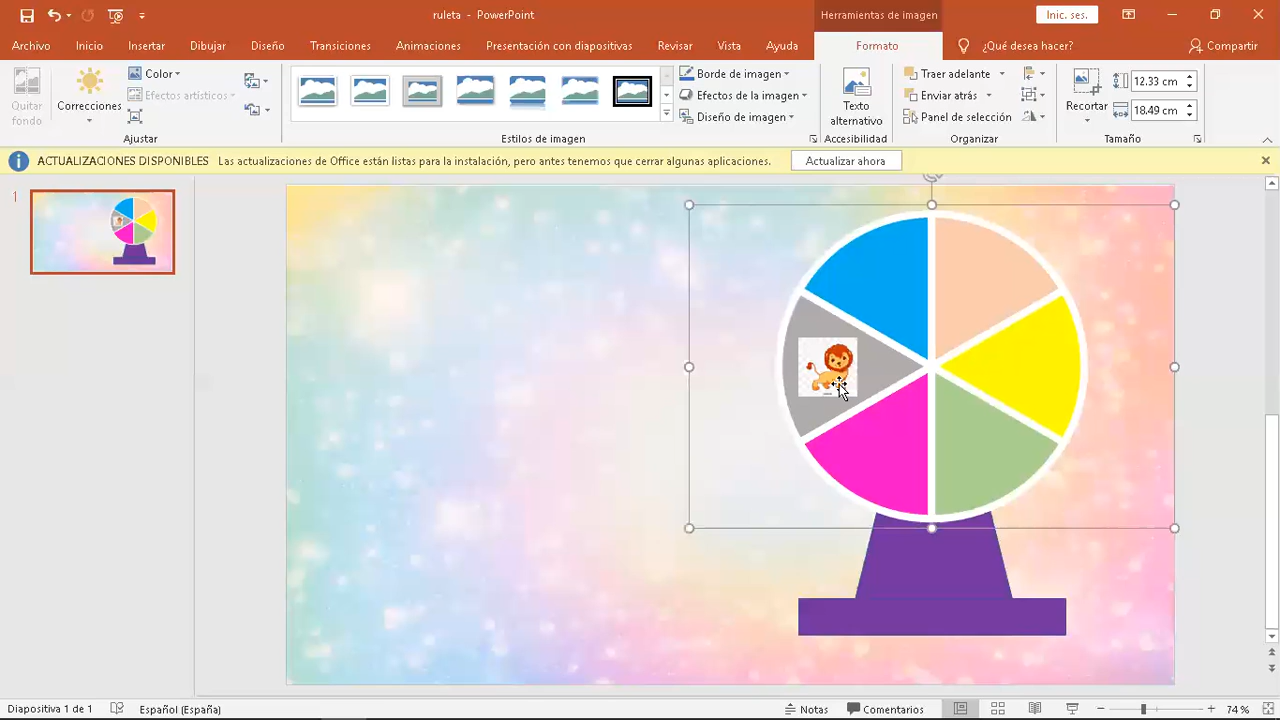 ruleta - PowerPoint
Herramientas de imagen
Inic. ses.
Archivo Inicio Insertar Dibujar Diseño Transiciones Animaciones Presentación con diapositivas Revisar Vista Ayuda Formato ¿Qué desea hacer? Compartir
Quitar fondo
Correcciones
Color
Efectos artísticos
Ajustar
Estilos de imagen
Borde de imagen
Efectos de la imagen
Diseño de imagen
Texto alternativo
Accesibilidad
Traer adelante
Enviar atrás
Panel de selección
Organizar
Recortar
12.33 cm
18.49 cm
Tamaño
ACTUALIZACIONES DISPONIBLES Las actualizaciones de Office están listas para la instalación, pero antes tenemos que cerrar algunas aplicaciones. Actualizar ahora
1
Diapositiva 1 de 1 Español (España) Notas Comentarios 74 %